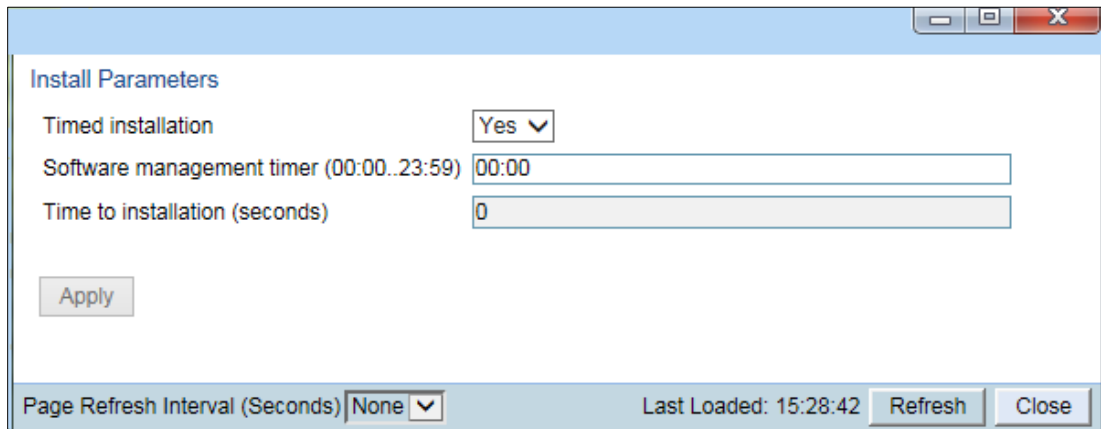 Install Parameters
Timed installation Yes
Software management timer (00:00..23:59) 00:00
Time to installation (seconds) 0
Apply
Page Refresh Interval (Seconds) None Last Loaded: 15:28:42 Refresh Close